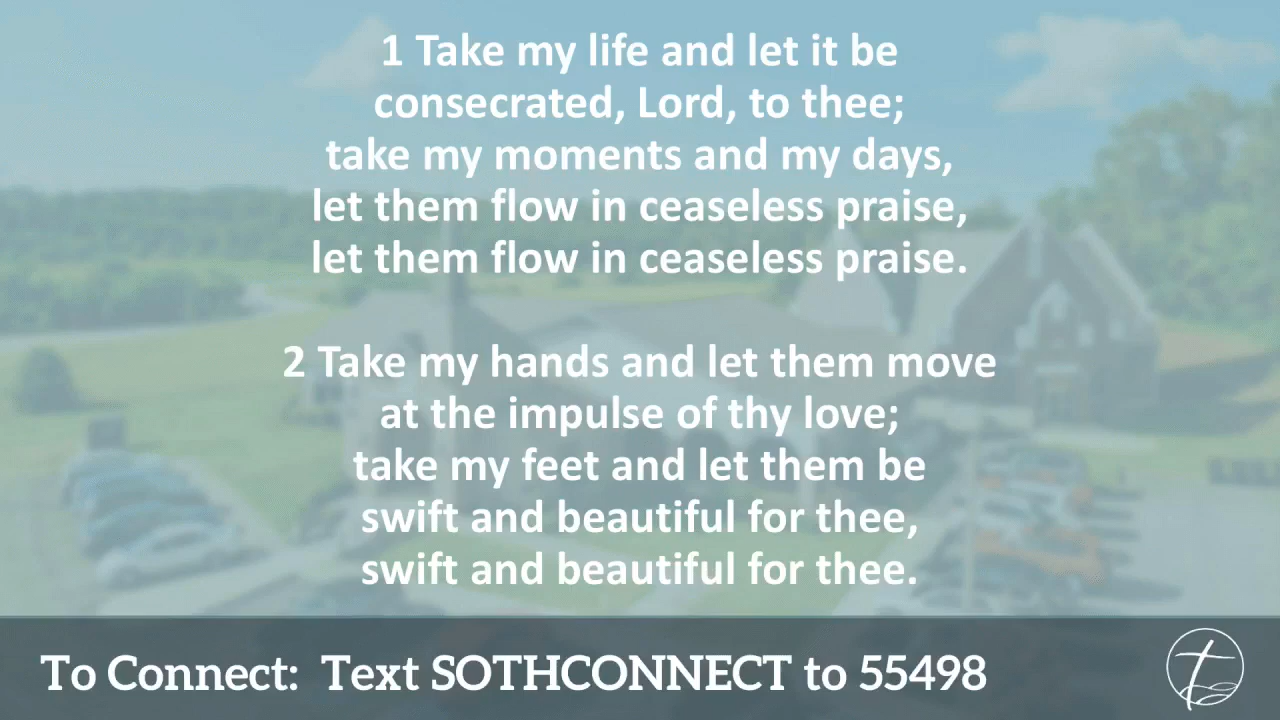 1 Take my life and let it be
consecrated, Lord, to thee;
take my moments and my days,
let them flow in ceaseless praise,
let them flow in ceaseless praise.
2 Take my hands and let them move
at the impulse of thy love;
take my feet and let them be
swift and beautiful for thee,
swift and beautiful for thee.
To Connect: Text SOTHCONNECT to 55498